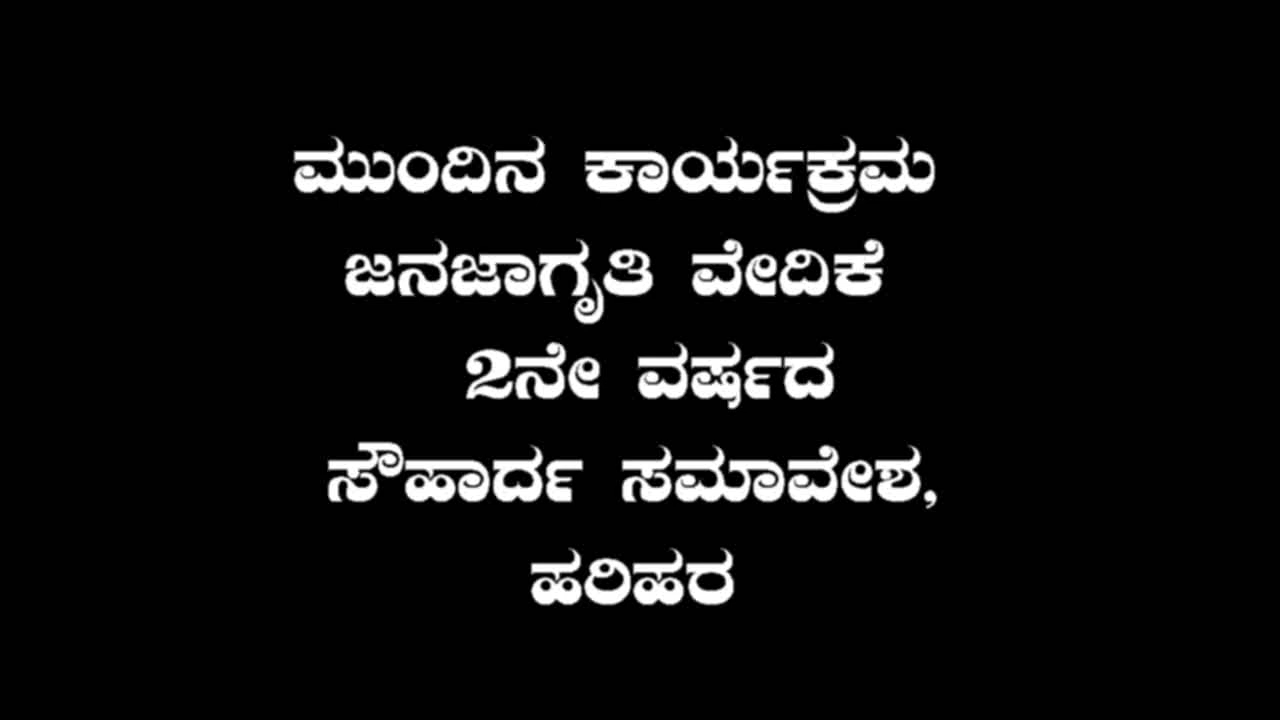 ಮುಂದಿನ ಕಾರ್ಯಕ್ರಮ
ಜನಜಾಗೃತಿ ವೇದಿಕೆ
2ನೇ ವರ್ಷದ
ಸೌಹಾರ್ದ ಸಮಾವೇಶ,
ಹರಿಹರ